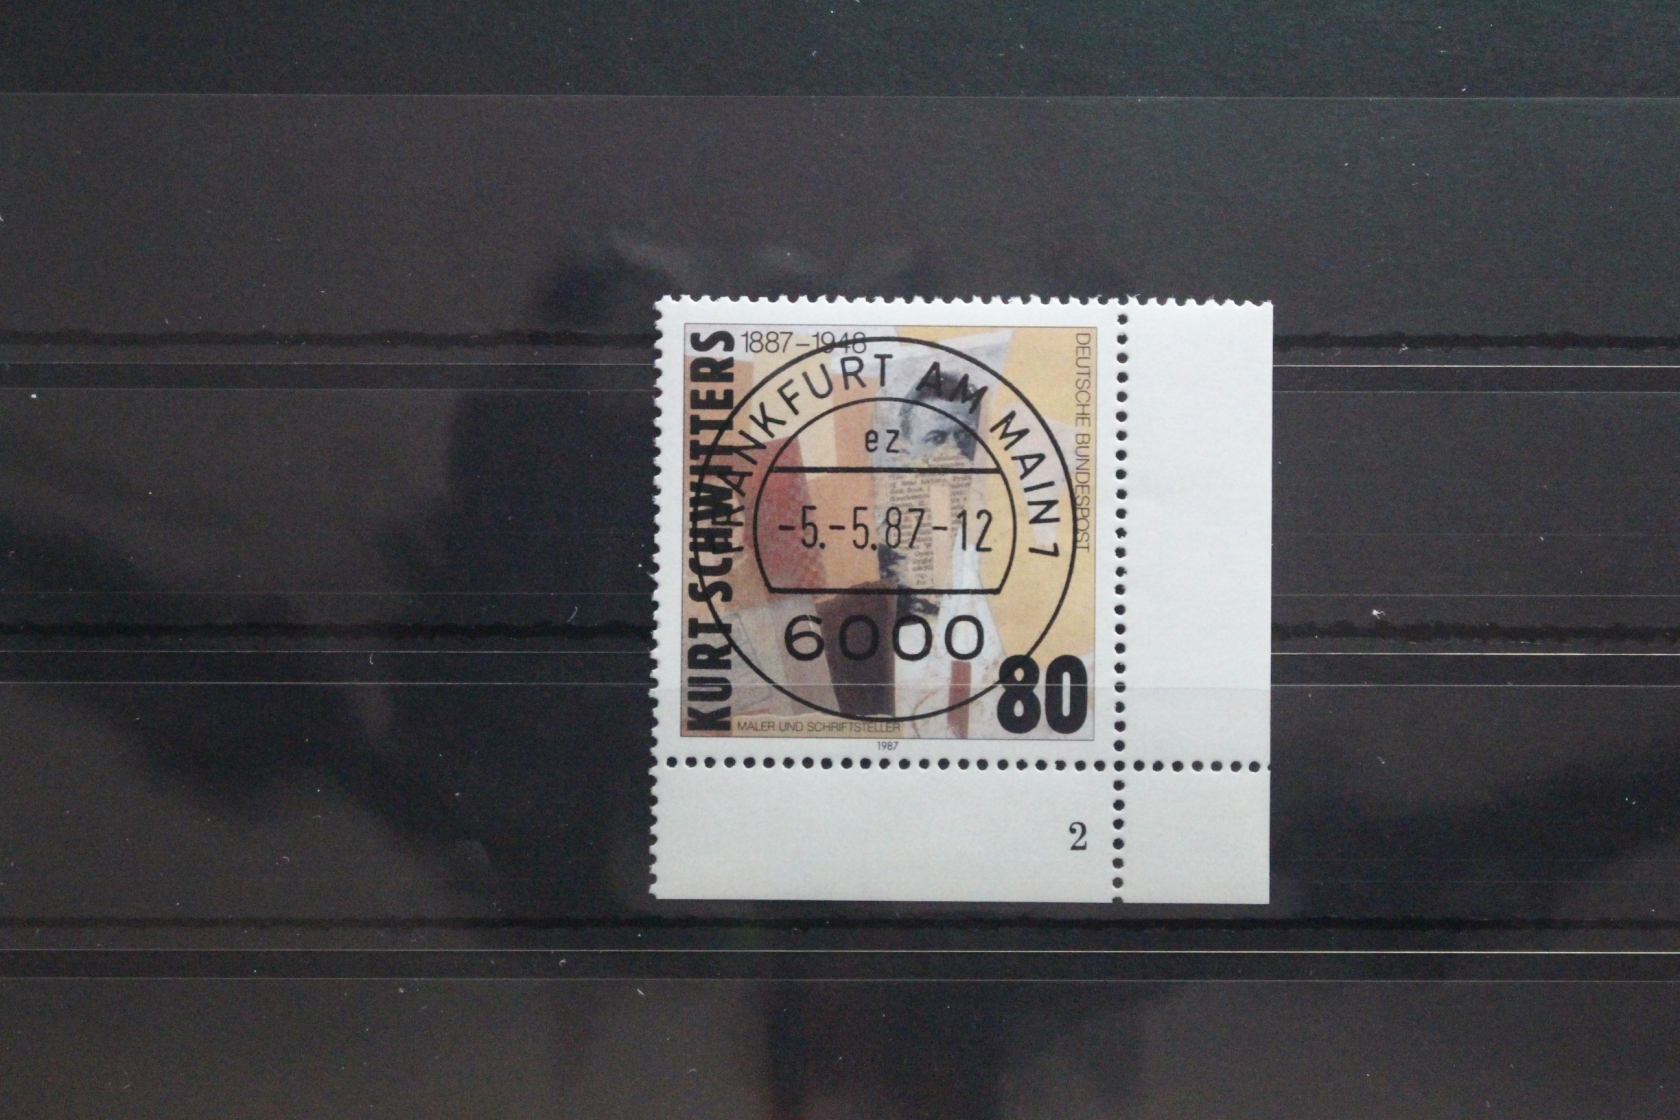 KURT SCHWITTERS
1887–1948
DEUTSCHE BUNDESPOST
FRANKFURT AM MAIN 7
ez
-5.-5.87-12
6000
80
MALER UND SCHRIFTSTELLER
1987
2